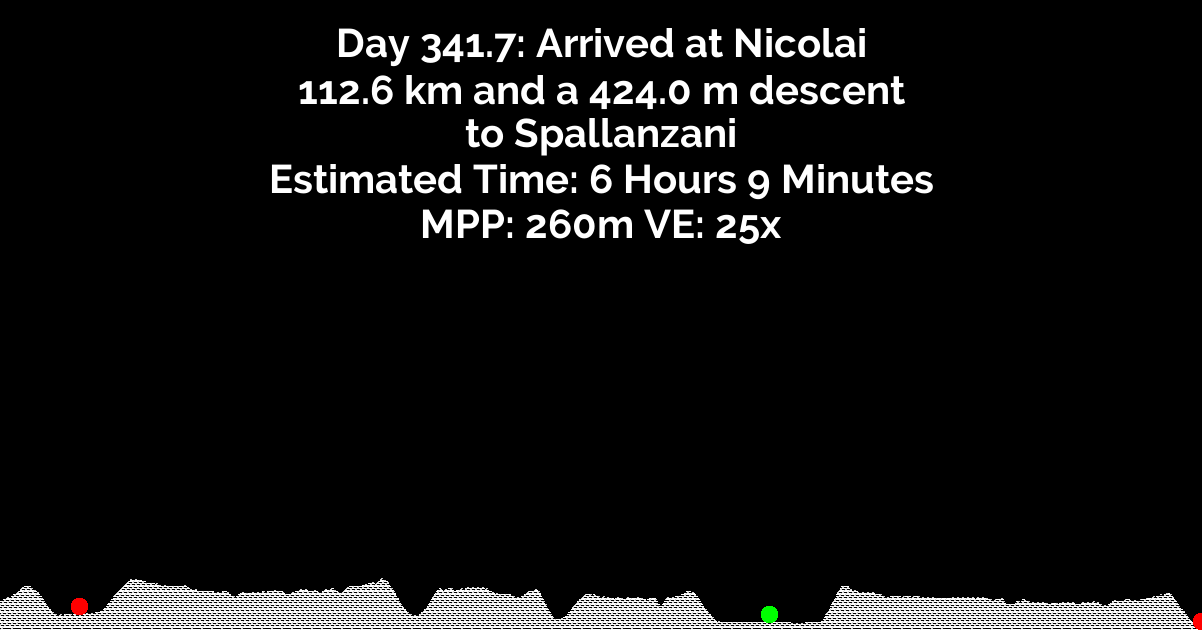 Day 341.7: Arrived at Nicolai
112.6 km and a 424.0 m descent
to Spallanzani
Estimated Time: 6 Hours 9 Minutes
MPP: 260m VE: 25x